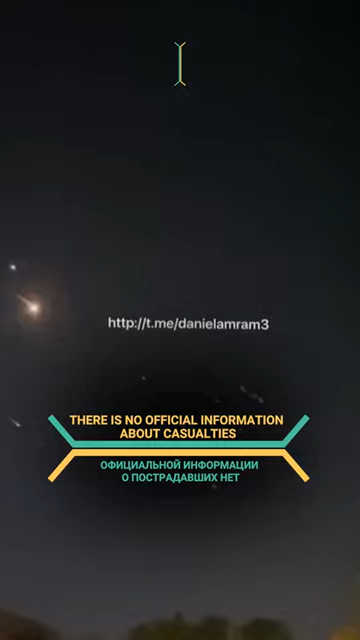 http://t.me/danielamram3
THERE IS NO OFFICIAL INFORMATION
ABOUT CASUALTIES
ОФИЦИАЛЬНОЙ ИНФОРМАЦИИ
О ПОСТРАДАВШИХ НЕТ